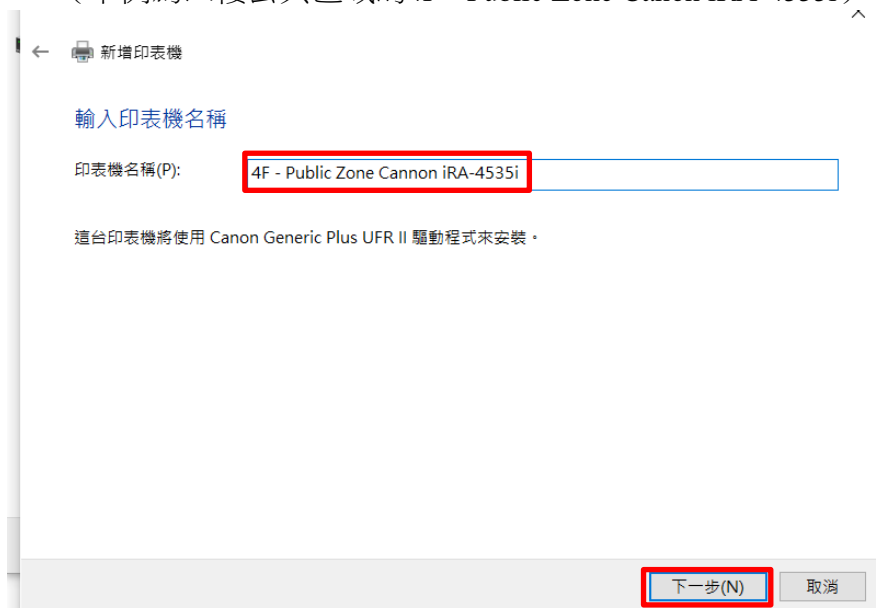 新增印表機
輸入印表機名稱
印表機名稱(P):
4F - Public Zone Cannon iRA-4535i
這台印表機將使用 Canon Generic Plus UFR II 驅動程式來安裝。
下一步(N)
取消